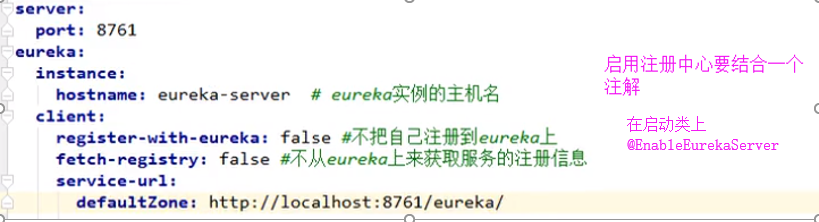 server:
port: 8761
eureka:
instance:
hostname: eureka-server # eureka实例的主机名
client:
register-with-eureka: false #不把自己注册到eureka上
fetch-registry: false #不从eureka上来获取服务的注册信息
service-url:
defaultZone: http://localhost:8761/eureka/
启用注册中心要结合一个
注解
在启动类上
@EnableEurekaServer